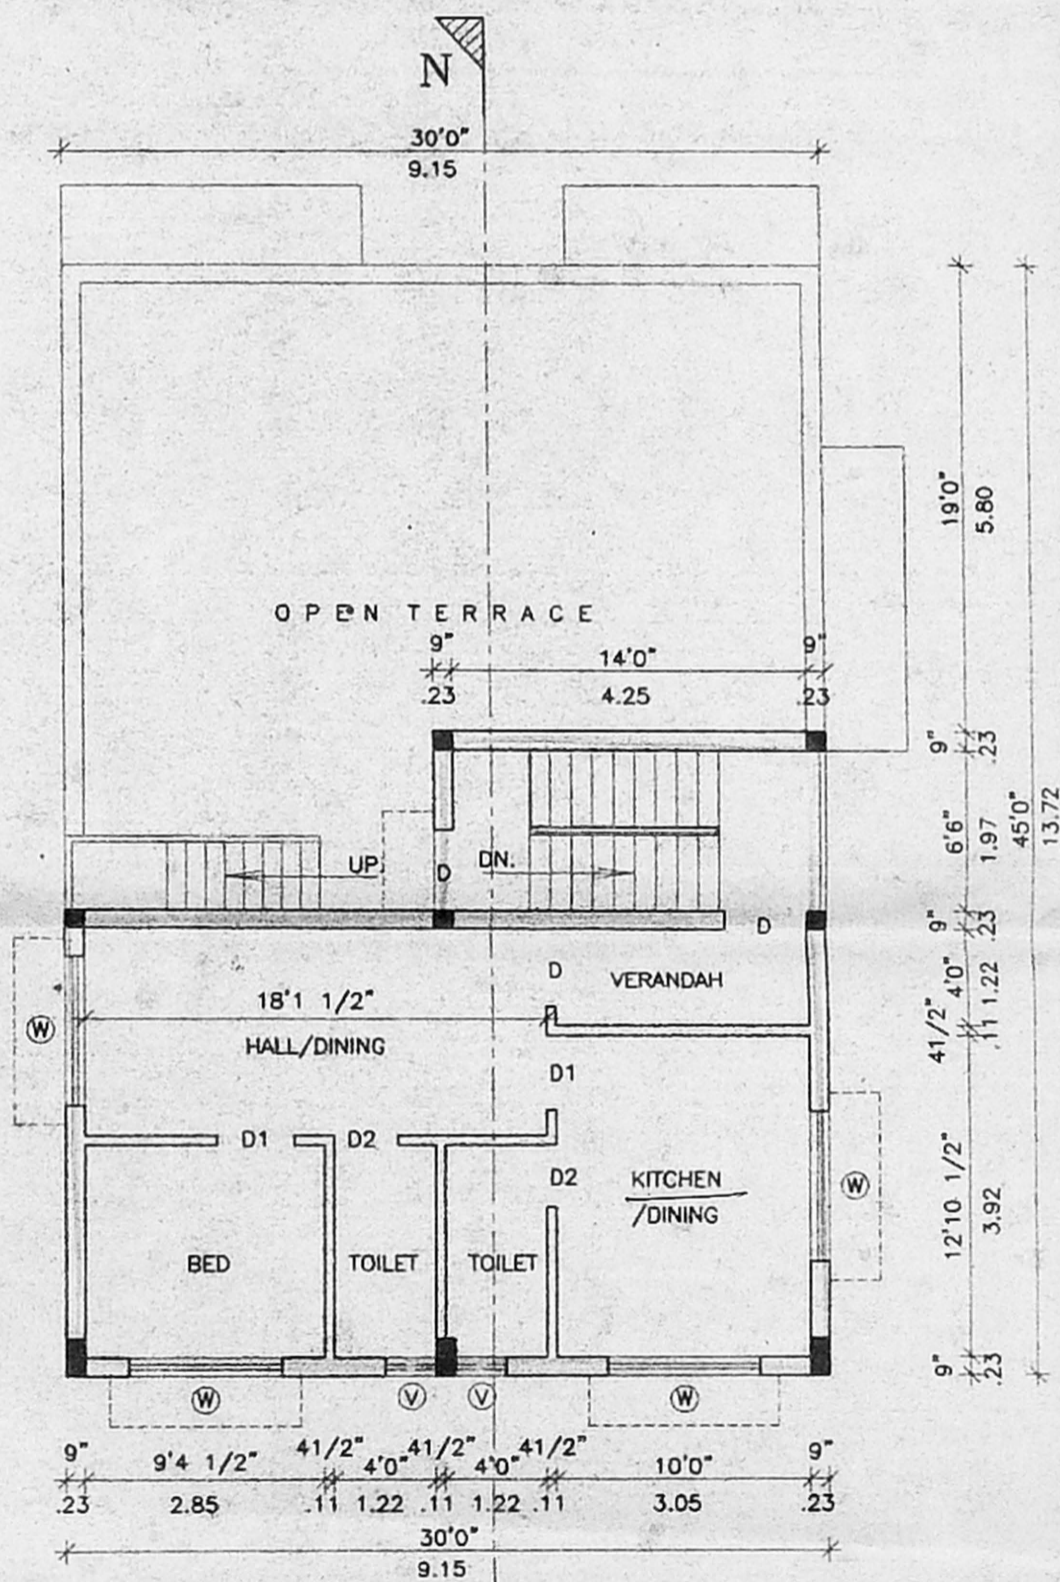 N
30'0"
9.15
OPEN TERRACE
9" 14'0" 9"
.23 4.25 .23
19'0"
5.80
9"
.23
6'6"
1.97
45'0"
13.72
UP.
D
DN.
9"
.23
D
D
VERANDAH
4'0"
1.22
18'1 1/2"
HALL/DINING
41/2"
.11
W
D1
D1
D2
D2
KITCHEN
/DINING
W
12'10 1/2"
3.92
BED
TOILET
TOILET
9"
.23
W
V
V
W
9" 9'4 1/2" 41/2" 4'0" 41/2" 4'0" 41/2" 10'0" 9"
.23 2.85 .11 1.22 .11 1.22 .11 3.05 .23
30'0"
9.15